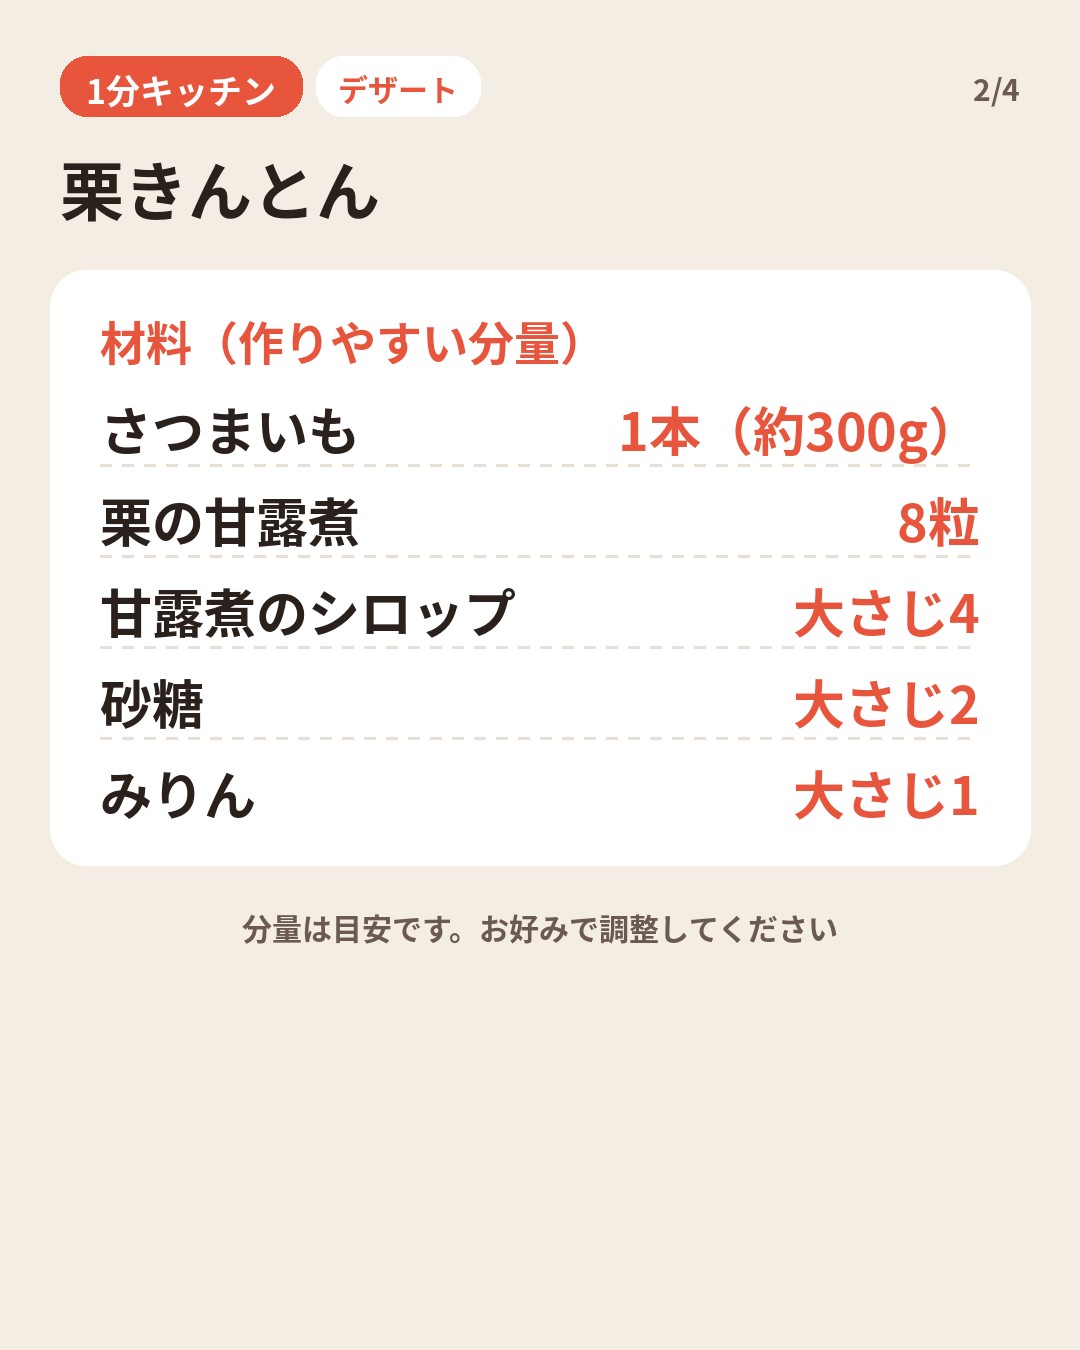 1分キッチン デザート 2/4
栗きんとん
材料（作りやすい分量）
さつまいも 1本（約300g）
栗の甘露煮 8粒
甘露煮のシロップ 大さじ4
砂糖 大さじ2
みりん 大さじ1
分量は目安です。お好みで調整してください